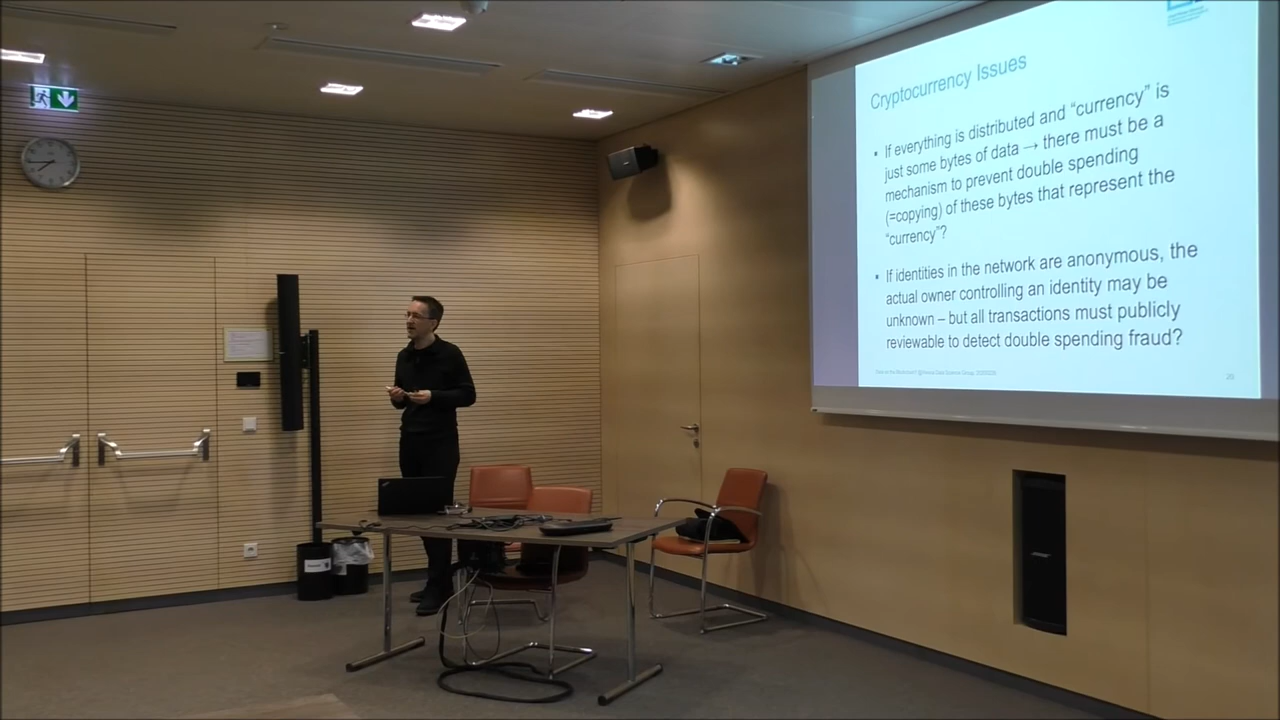 Cryptocurrency Issues
▪ If everything is distributed and “currency” is
just some bytes of data → there must be a
mechanism to prevent double spending
(=copying) of these bytes that represent the
“currency”?
▪ If identities in the network are anonymous, the
actual owner controlling an identity may be
unknown – but all transactions must publicly
reviewable to detect double spending fraud?
20
BOSE